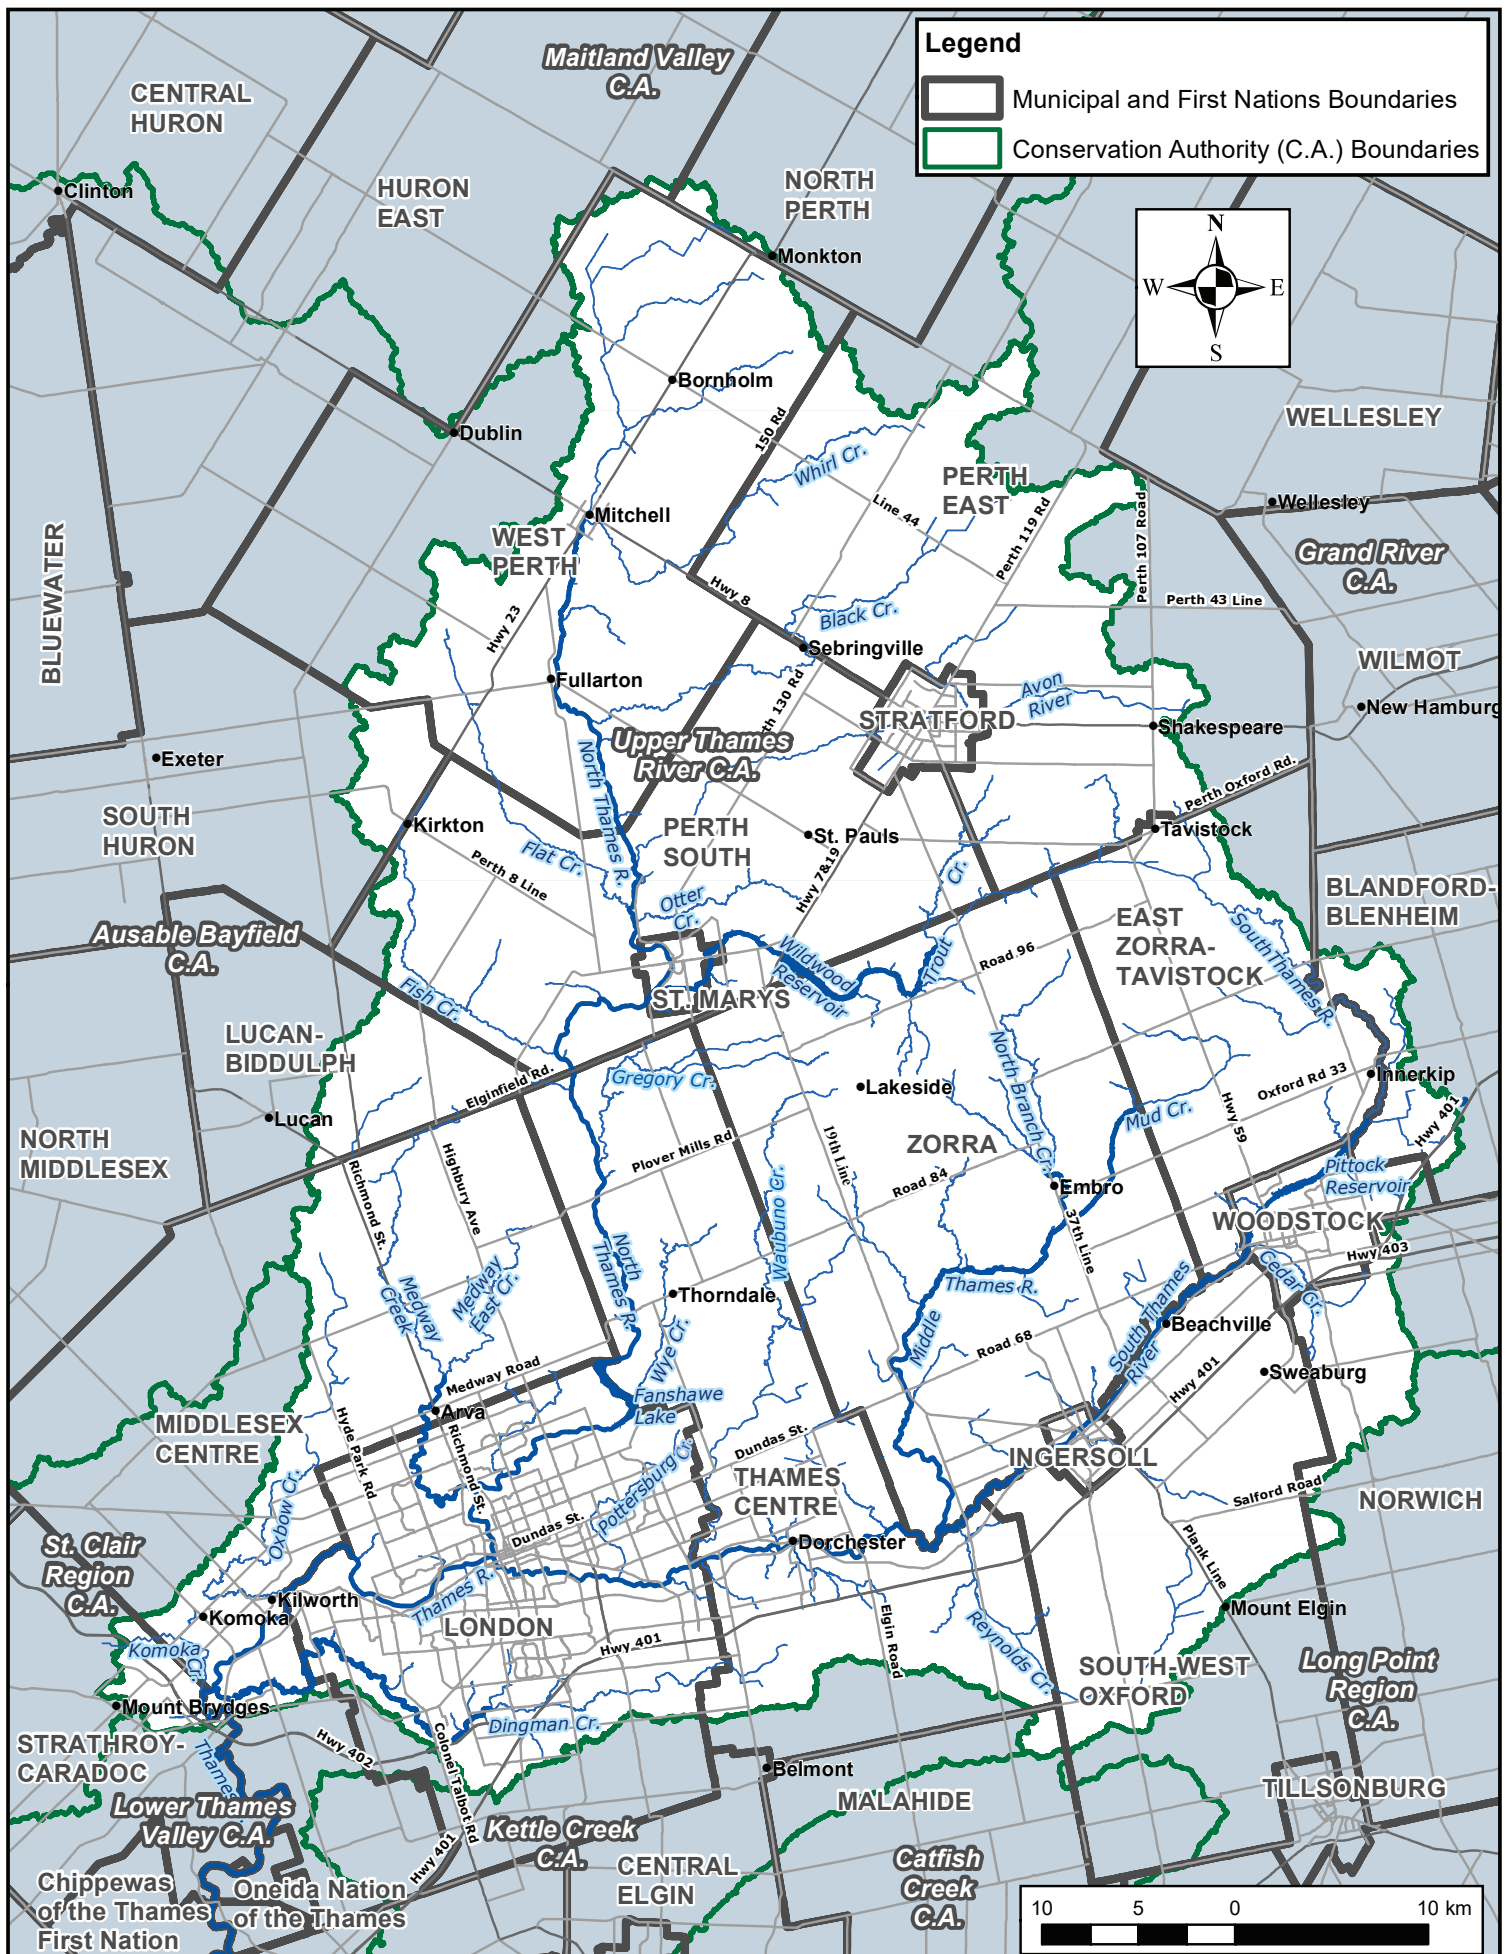 Legend
Municipal and First Nations Boundaries
Conservation Authority (C.A.) Boundaries
N
W
E
S
Maitland Valley
C.A.
CENTRAL
HURON
HURON
EAST
NORTH
PERTH
Clinton
Monkton
Bornholm
Dublin
150 Rd
Whirl Cr.
WELLESLEY
PERTH
EAST
Line 44
Perth 119 Rd
Perth 107 Road
Wellesley
Mitchell
WEST
PERTH
Grand River
C.A.
BLUEWATER
Hwy 23
Hwy 8
Black Cr.
Perth 43 Line
Sebringville
WILMOT
Fullarton
Avon
River
New Hamburg
th 130 Rd
STRATFORD
Shakespeare
Upper Thames
River C.A.
North Thames R.
Exeter
Perth Oxford Rd.
SOUTH
HURON
Kirkton
PERTH
SOUTH
St. Pauls
Tavistock
Flat Cr.
Perth 8 Line
Hwy 7&19
Cr.
Trout
Otter
Cr.
BLANDFORD-
BLENHEIM
Ausable Bayfield
C.A.
EAST
ZORRA-
TAVISTOCK
South Thames R.
Road 96
Wildwood
Reservoir
ST. MARYS
Fish Cr.
LUCAN-
BIDDULPH
Elginfield Rd.
Gregory Cr.
Lakeside
North Branch Cr.
Oxford Rd 33
Innerkip
Lucan
Mud Cr.
Hwy 59
Hwy 401
NORTH
MIDDLESEX
Highbury Ave
Richmond St.
Plover Mills Rd
19th Line
ZORRA
Road 84
Embro
Pittock
Reservoir
WOODSTOCK
Waubuno Cr.
37th Line
Hwy 403
North
Thames R.
Medway
Creek
Medway
East Cr.
Thorndale
Thames R.
Middle
Cedar Cr.
South Thames
River
Beachville
Wye Cr.
Road 68
Sweaburg
Hwy 401
Medway Road
Fanshawe
Lake
Arva
MIDDLESEX
CENTRE
Hyde Park Rd
Richmond St.
Dundas St.
Pottersburg Cr.
THAMES
CENTRE
INGERSOLL
Salford Road
NORWICH
Oxbow Cr.
Dundas St.
Plank Line
St. Clair
Region
C.A.
Dorchester
Kilworth
Komoka
Thames R.
LONDON
Mount Elgin
Hwy 401
Elgin Road
Reynolds Cr.
Komoka
Cr.
SOUTH-WEST
OXFORD
Long Point
Region
C.A.
Mount Brydges
Dingman Cr.
STRATHROY-
CARADOC
Thames
Hwy 402
Colonel Talbot Rd
Belmont
MALAHIDE
TILLSONBURG
Lower Thames
Valley C.A.
Kettle Creek
C.A.
Hwy 401
CENTRAL
ELGIN
Catfish
Creek
C.A.
Chippewas
of the Thames
First Nation
Oneida Nation
of the Thames
10 5 0 10 km